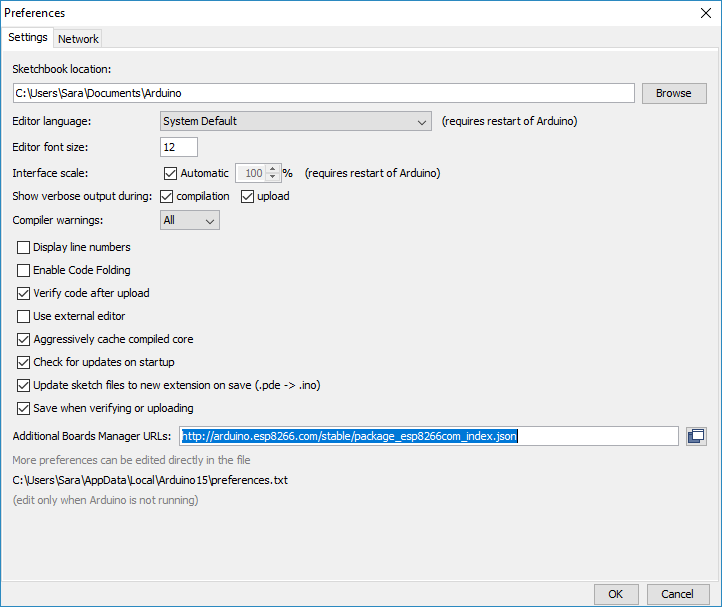 Preferences
Settings Network
Sketchbook location:
C:\Users\Sara\Documents\Arduino Browse
Editor language: System Default (requires restart of Arduino)
Editor font size: 12
Interface scale: Automatic 100 % (requires restart of Arduino)
Show verbose output during: compilation upload
Compiler warnings: All
Display line numbers
Enable Code Folding
Verify code after upload
Use external editor
Aggressively cache compiled core
Check for updates on startup
Update sketch files to new extension on save (.pde -> .ino)
Save when verifying or uploading
Additional Boards Manager URLs: http://arduino.esp8266.com/stable/package_esp8266com_index.json
More preferences can be edited directly in the file
C:\Users\Sara\AppData\Local\Arduino15\preferences.txt
(edit only when Arduino is not running)
OK Cancel